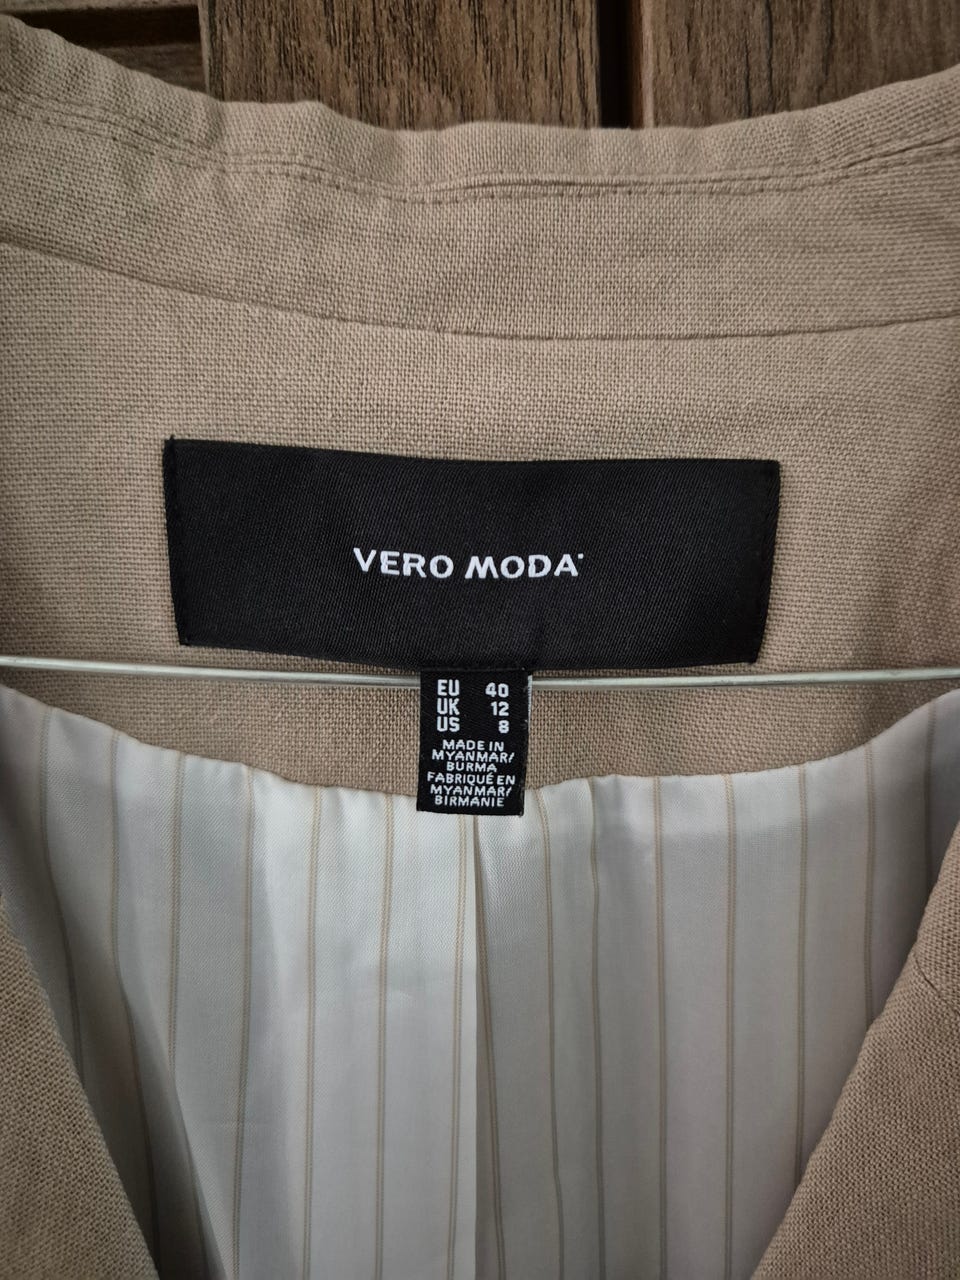 VERO MODA
EU 40
UK 12
US 8
MADE IN
MYANMAR/
BURMA
FABRIQUÉ EN
MYANMAR/
BIRMANIE